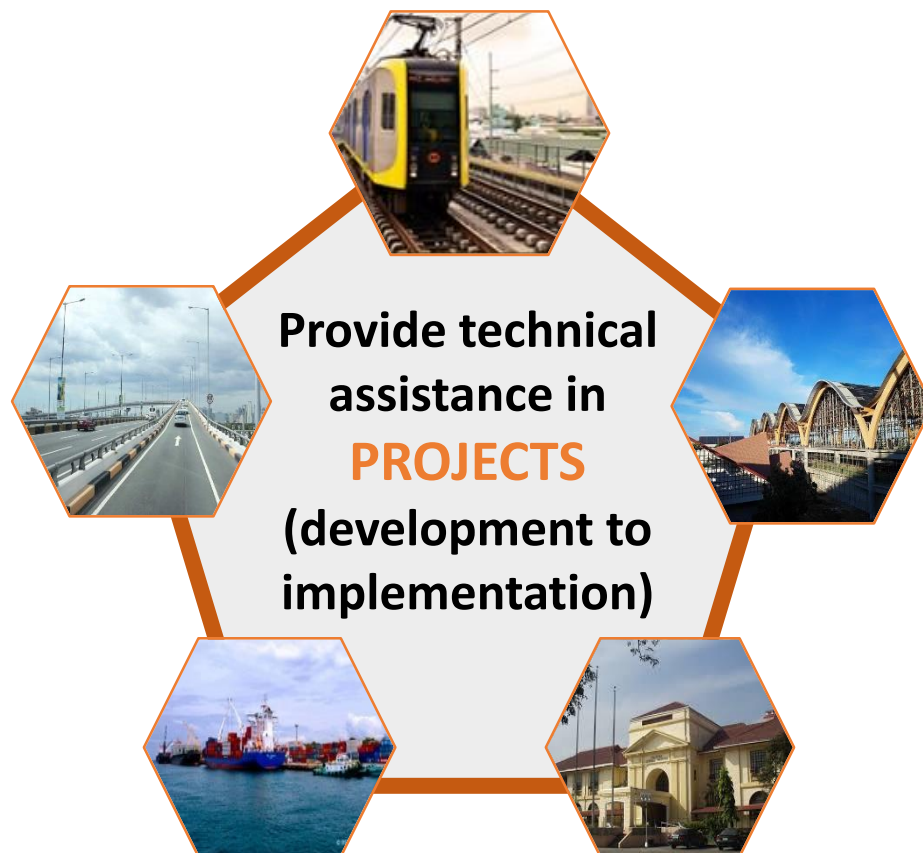 Provide technical
assistance in
PROJECTS
(development to
implementation)